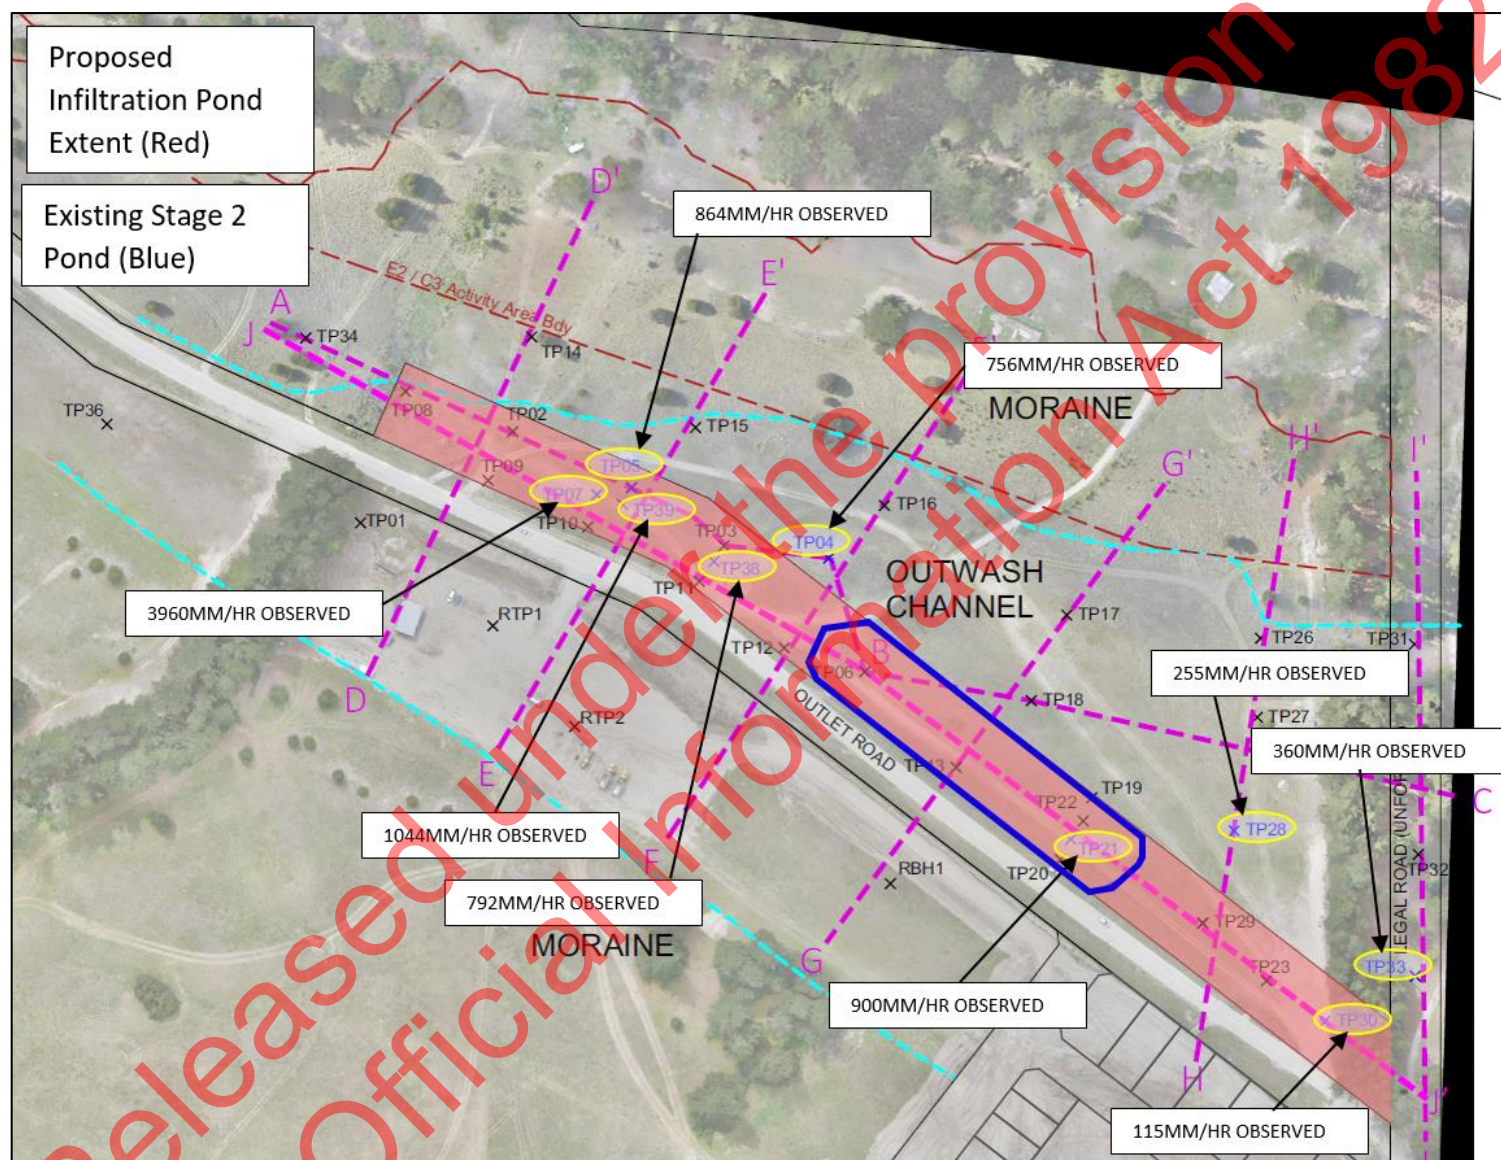 Proposed
Infiltration Pond
Extent (Red)
Existing Stage 2
Pond (Blue)
D'
864MM/HR OBSERVED
E'
E2 / C3 Activity Area Bdy
A
J
TP34
TP14
756MM/HR OBSERVED
MORAINE
TP36
TP08
TP02
TP15
H'
I'
G'
TP05
TP09
TP07
TP39
TP16
TP01
TP10
TP03
TP04
TP38
TP11
OUTWASH
CHANNEL
3960MM/HR OBSERVED
RTP1
TP17
TP26
TP31
TP12
B
TP06
255MM/HR OBSERVED
D
TP18
OUTLET ROAD
RTP2
TP27
360MM/HR OBSERVED
E
TP13
TP19
TP22
C
LEGAL ROAD (UNFOR
1044MM/HR OBSERVED
TP28
TP21
F
TP32
TP20
RBH1
792MM/HR OBSERVED
MORAINE
TP29
G
TP23
TP33
900MM/HR OBSERVED
TP30
H
J'
115MM/HR OBSERVED
Released under the provision
Official Information Act 1982